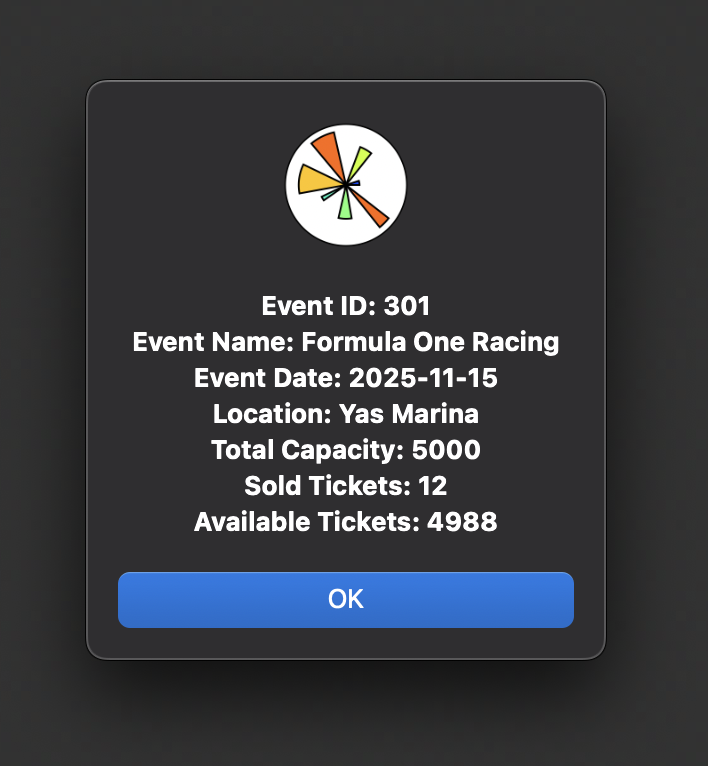 Event ID: 301
Event Name: Formula One Racing
Event Date: 2025-11-15
Location: Yas Marina
Total Capacity: 5000
Sold Tickets: 12
Available Tickets: 4988
OK